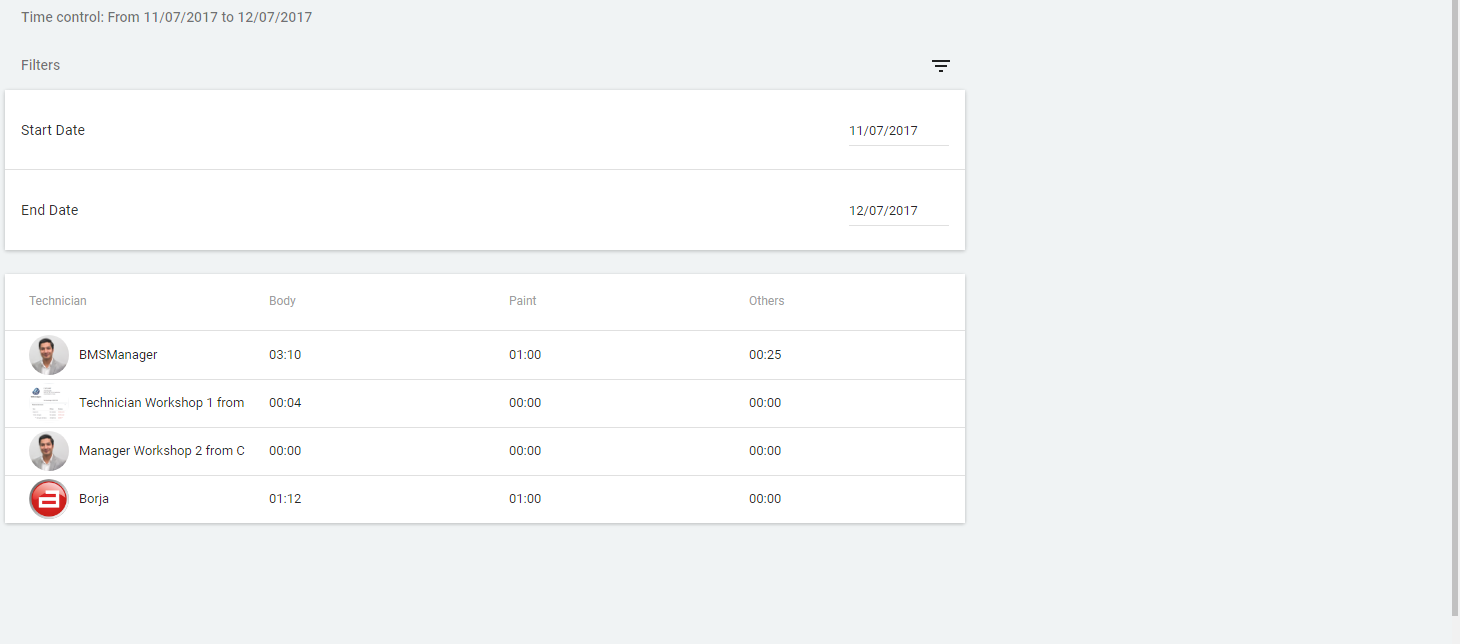 Time control: From 11/07/2017 to 12/07/2017
Filters
Start Date 11/07/2017
End Date 12/07/2017
Technician Body Paint Others
BMSManager 03:10 01:00 00:25
Technician Workshop 1 from 00:04 00:00 00:00
Manager Workshop 2 from C 00:00 00:00 00:00
a
Borja 01:12 01:00 00:00